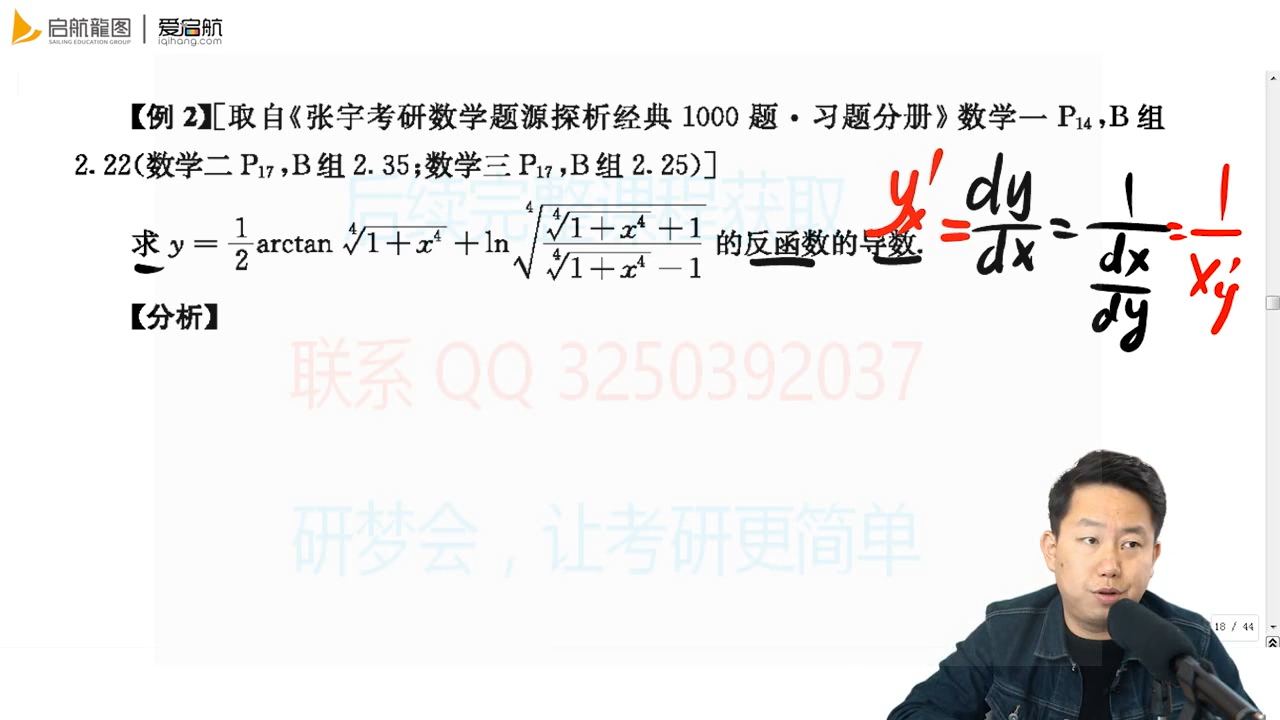 启航龍图 爱启航
SAILING EDUCATION GROUP iqihang.com
【例 2】[取自《张宇考研数学题源探析经典 1000 题·习题分册》数学一 P₁₄,B 组
2.22(数学二 P₁₇,B 组 2.35;数学三 P₁₇,B 组 2.25)]
后续完整课程获取
求 y = 1/2 arctan ∜(1+x⁴) + ln ∜((∜(1+x⁴) + 1)/(∜(1+x⁴) − 1)) 的反函数的导数.
y'ₓ = dy/dx = 1/(dx/dy) = 1/x'y
【分析】
联系 QQ 3250392037
研梦会，让考研更简单
18 / 44